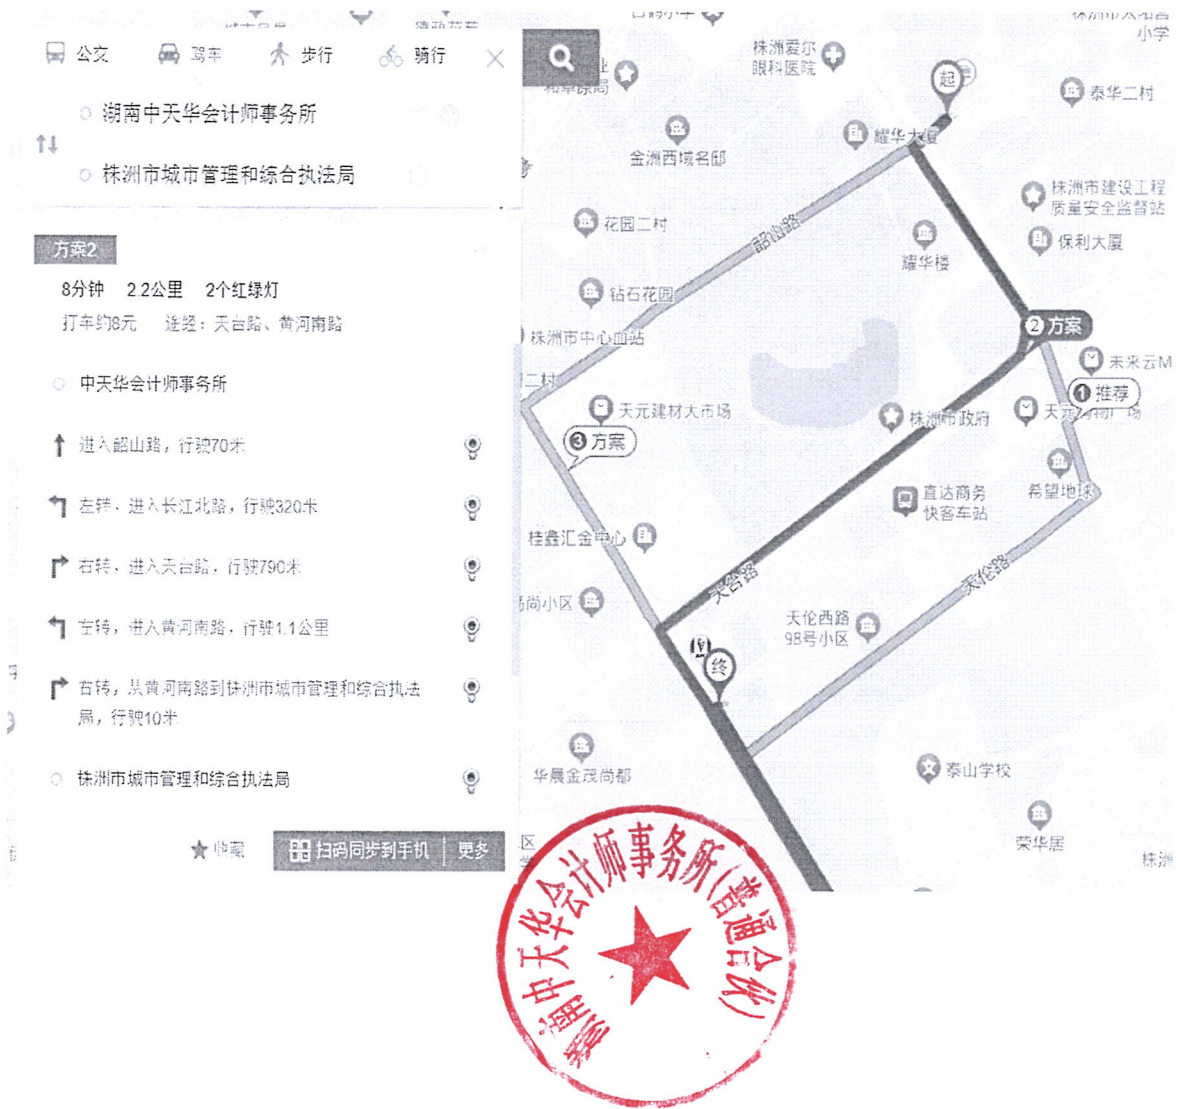 公交 驾车 步行 骑行
湖南中天华会计师事务所
株洲市城市管理和综合执法局
方案2
8分钟 2.2公里 2个红绿灯
打车约8元 途经：天台路、黄河南路
中天华会计师事务所
进入韶山路，行驶70米
左转、进入长江北路，行驶320米
右转、进入天台路，行驶790米
左转，进入黄河南路，行驶1.1公里
右转，从黄河南路到株洲市城市管理和综合执法
局，行驶10米
株洲市城市管理和综合执法局
收藏 扫码同步到手机 更多
小学
株洲爱尔
眼科医院
起
泰华二村
耀华大厦
金洲西域名邸
株洲市建设工程
质量安全监督站
花园二村
韶山路
保利大厦
耀华楼
钻石花园
2 方案
株洲市中心血站
未来云M
二村
1 推荐
天元建材大市场
株洲市政府
3 方案
希望地球
直达商务
快客车站
桂鑫汇金中心
天台路
天伦路
尚小区
天伦西路
98号小区
终
华晨金茂尚都
泰山学校
荣华居
株洲
区
湖南中天华会计师事务所(普通合伙)